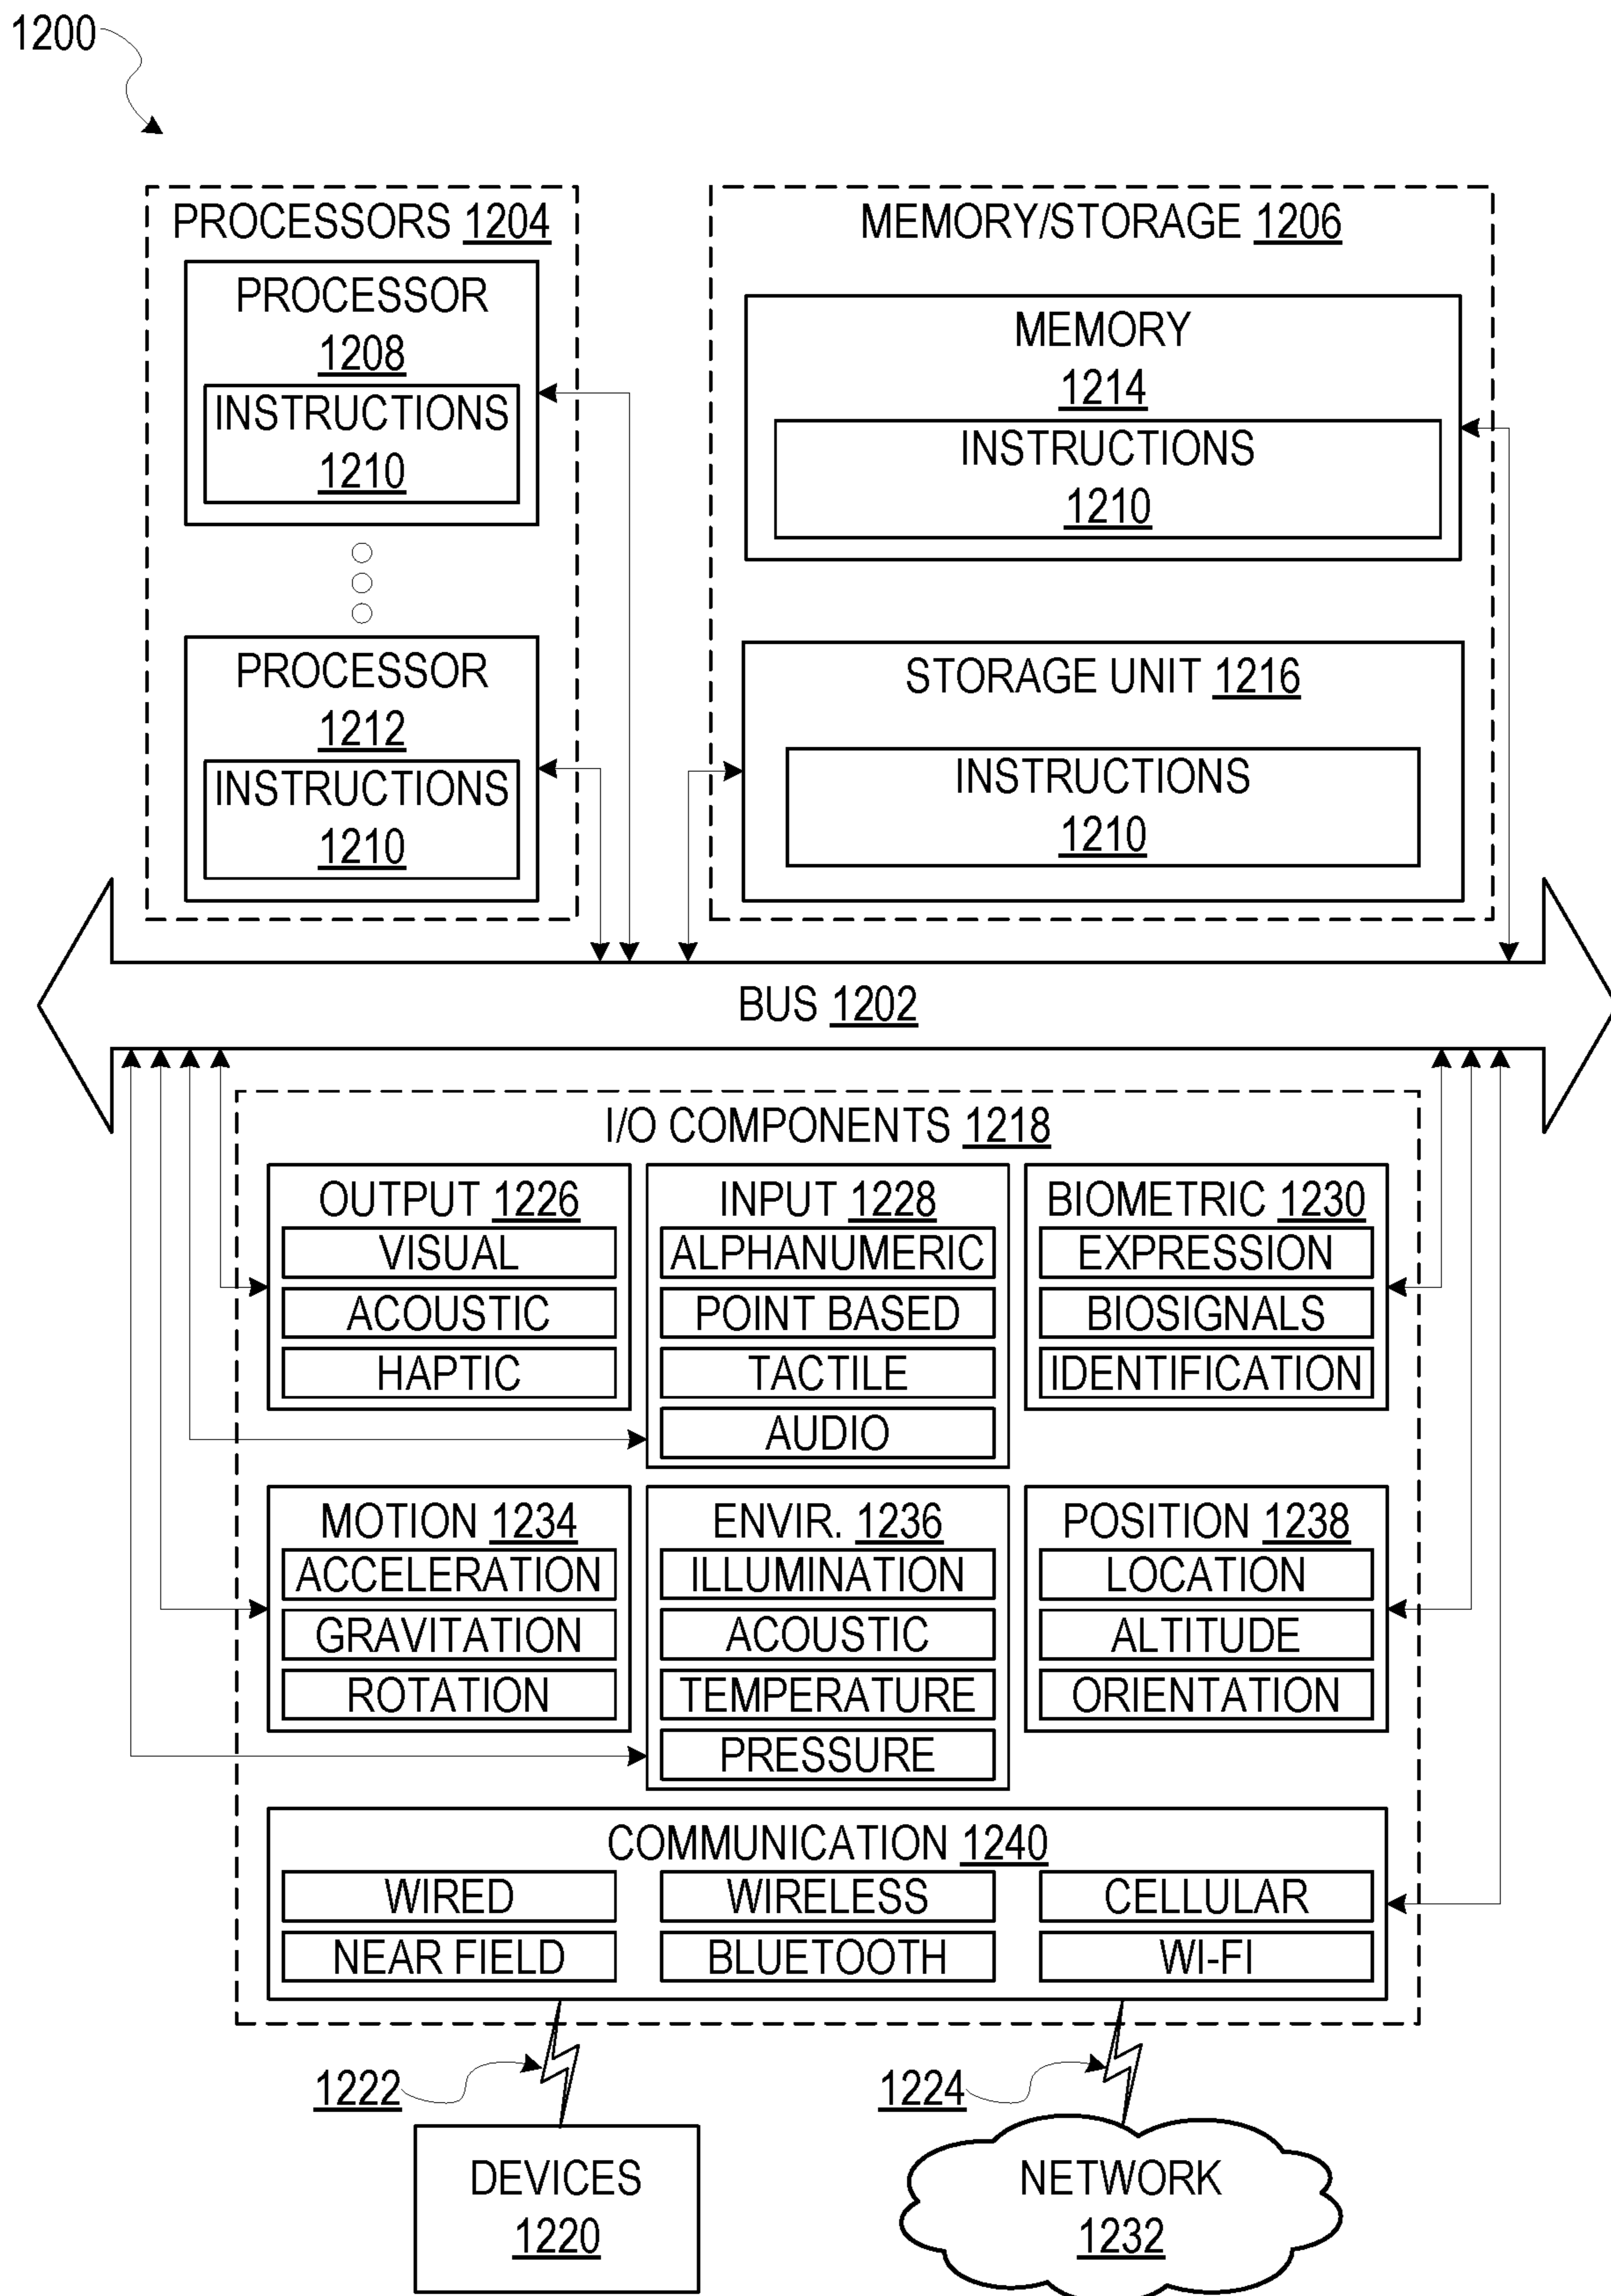 1200
PROCESSORS 1204
PROCESSOR
1208
INSTRUCTIONS
1210
PROCESSOR
1212
INSTRUCTIONS
1210
MEMORY/STORAGE 1206
MEMORY
1214
INSTRUCTIONS
1210
STORAGE UNIT 1216
INSTRUCTIONS
1210
BUS 1202
I/O COMPONENTS 1218
OUTPUT 1226
VISUAL
ACOUSTIC
HAPTIC
INPUT 1228
ALPHANUMERIC
POINT BASED
TACTILE
AUDIO
BIOMETRIC 1230
EXPRESSION
BIOSIGNALS
IDENTIFICATION
MOTION 1234
ACCELERATION
GRAVITATION
ROTATION
ENVIR. 1236
ILLUMINATION
ACOUSTIC
TEMPERATURE
PRESSURE
POSITION 1238
LOCATION
ALTITUDE
ORIENTATION
COMMUNICATION 1240
WIRED
WIRELESS
CELLULAR
NEAR FIELD
BLUETOOTH
WI-FI
1222
1224
DEVICES
1220
NETWORK
1232